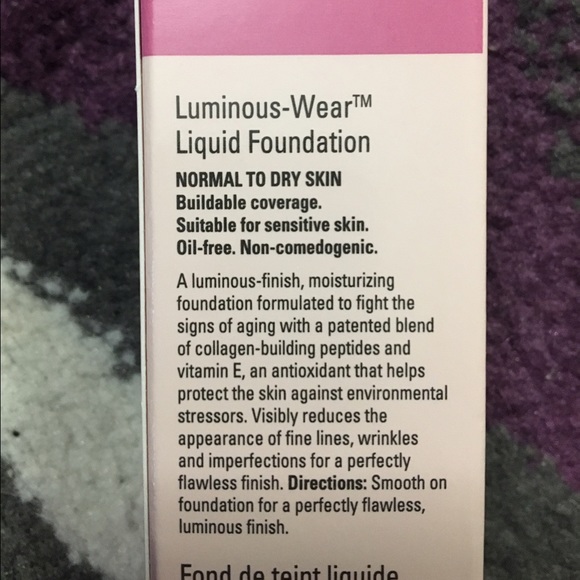 Luminous-Wear™
Liquid Foundation
NORMAL TO DRY SKIN
Buildable coverage.
Suitable for sensitive skin.
Oil-free. Non-comedogenic.
A luminous-finish, moisturizing
foundation formulated to fight the
signs of aging with a patented blend
of collagen-building peptides and
vitamin E, an antioxidant that helps
protect the skin against environmental
stressors. Visibly reduces the
appearance of fine lines, wrinkles
and imperfections for a perfectly
flawless finish. Directions: Smooth on
foundation for a perfectly flawless,
luminous finish.
Fond de teint liquide